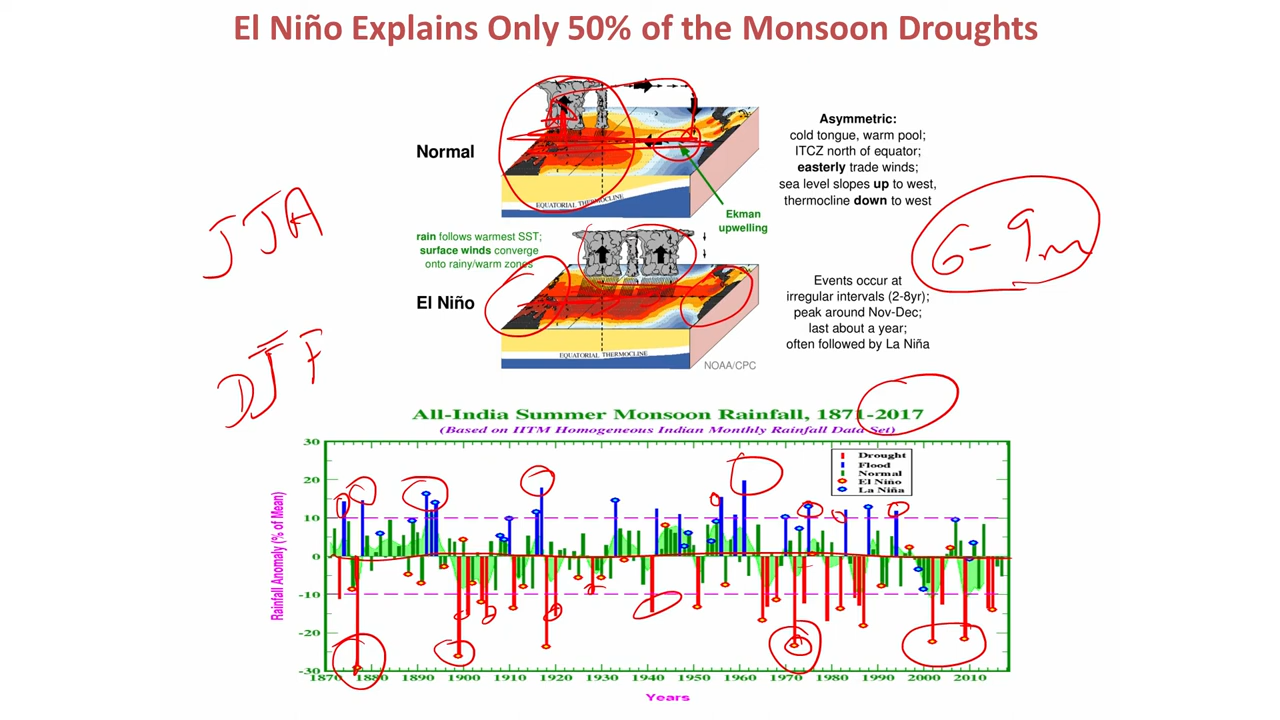 El Niño Explains Only 50% of the Monsoon Droughts
Normal
Asymmetric:
cold tongue, warm pool;
ITCZ north of equator;
easterly trade winds;
sea level slopes up to west,
thermocline down to west
EQUATORIAL THERMOCLINE
Ekman
upwelling
JJA
6-9m
rain follows warmest SST;
surface winds converge
onto rainy/warm zones
El Niño
Events occur at
irregular intervals (2-8yr);
peak around Nov-Dec;
last about a year;
often followed by La Niña
EQUATORIAL THERMOCLINE
NOAA/CPC
DJF
All-India Summer Monsoon Rainfall, 1871-2017
(Based on IITM Homogeneous Indian Monthly Rainfall Data Set)
Rainfall Anomaly (% of Mean)
30
20
10
0
-10
-20
-30
Drought
Flood
Normal
El Niño
La Niña
1870 1880 1890 1900 1910 1920 1930 1940 1950 1960 1970 1980 1990 2000 2010
Years